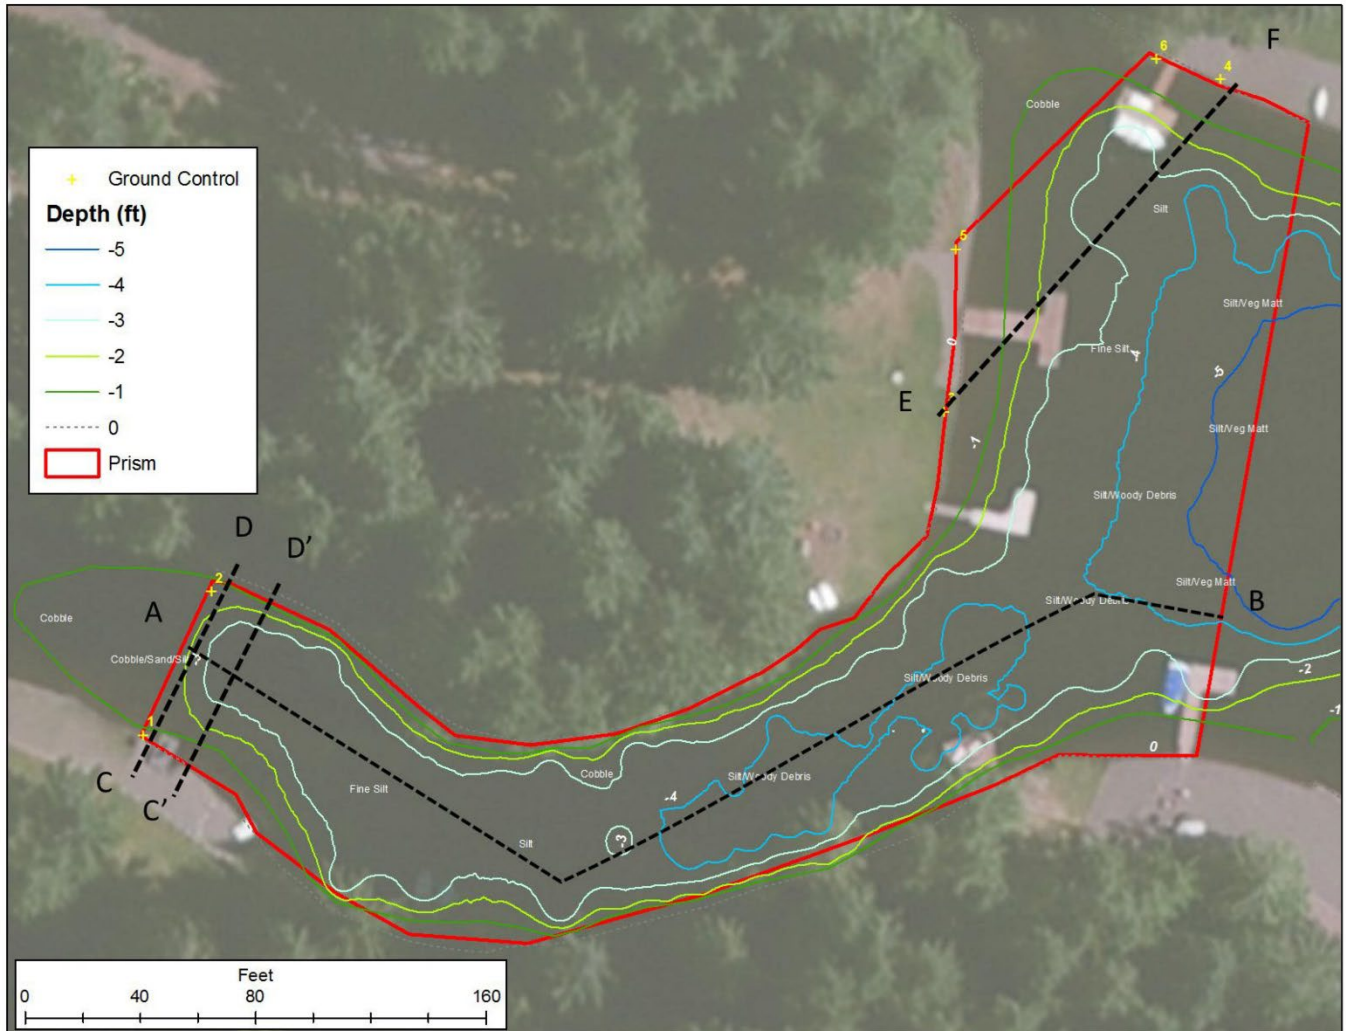 6
F
4
Cobble
Ground Control
Depth (ft)
-5
-4
-3
-2
-1
0
Prism
Silt
5
Silt/Veg Matt
0
Fine Silt
-4
-5
E
Silt/Veg Matt
-1
Silt/Woody Debris
D
D’
2
Silt/Veg Matt
Silt/Woody Debris
B
A
Cobble
Cobble/Sand/Silt
-2
Silt/Woody Debris
-1
1
0
C
C’
Cobble
Silt/Woody Debris
Fine Silt
-4
-3
Silt
Feet
0 40 80 160